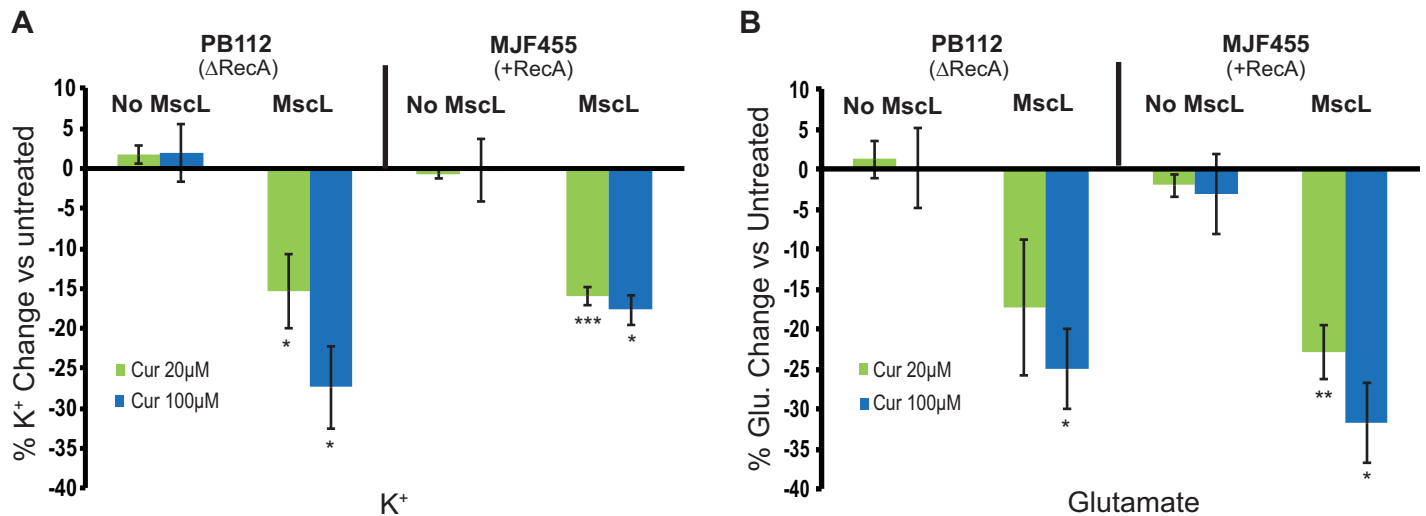 A
PB112
(ΔRecA)
MJF455
(+RecA)
No MscL
MscL
No MscL
MscL
% K⁺ Change vs untreated
10
5
0
-5
-10
-15
-20
-25
-30
-35
-40
*
*
***
*
Cur 20µM
Cur 100µM
K⁺
B
PB112
(ΔRecA)
MJF455
(+RecA)
No MscL
MscL
No MscL
MscL
% Glu. Change vs Untreated
10
5
0
-5
-10
-15
-20
-25
-30
-35
-40
*
**
*
Cur 20µM
Cur 100µM
Glutamate